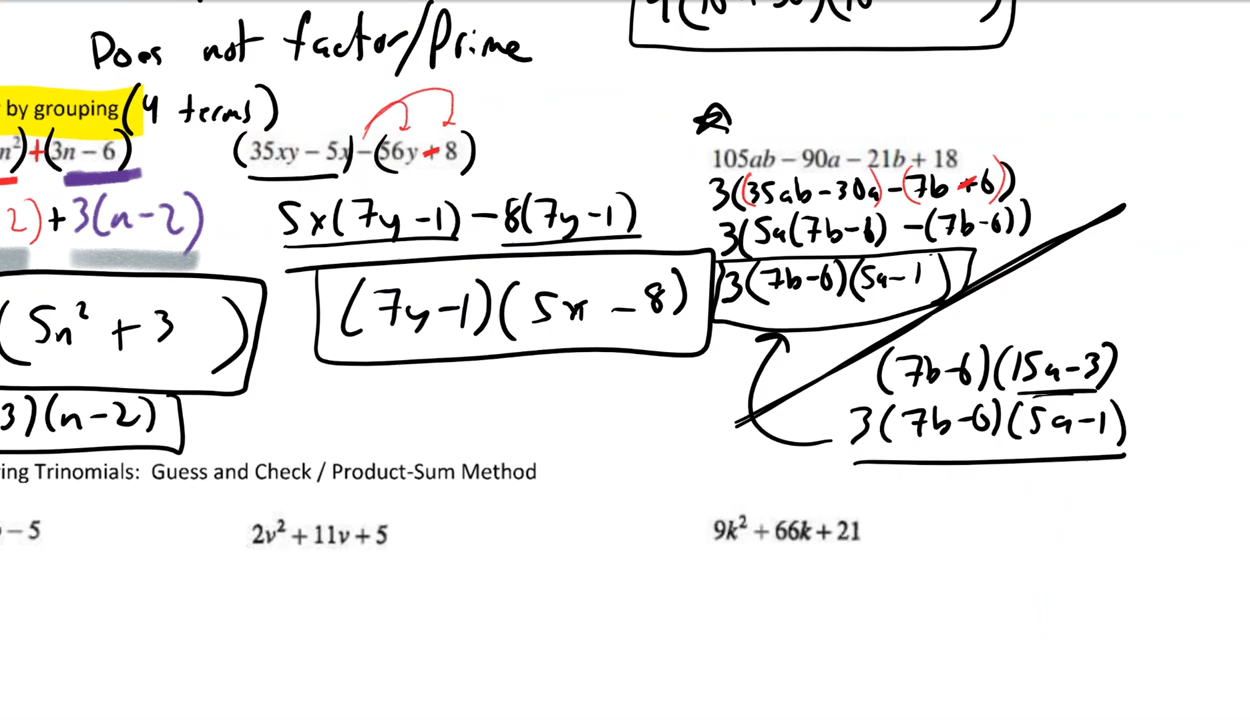 Does not factor/Prime
by grouping (4 terms)
n²) + (3n − 6)
2) + 3(n−2)
(5n² + 3 )
3)(n−2)
(35xy − 5x) − (56y − 8)
5x(7y−1) − 8(7y−1)
(7y−1)(5x − 8)
105ab − 90a − 21b + 18
3(35ab−30a) −(7b − 6))
3(5a(7b−6) −(7b−6))
3(7b−6)(5a−1)
(7b−6)(15a−3)
3(7b−6)(5a−1)
ing Trinomials: Guess and Check / Product-Sum Method
− 5
2v² + 11v + 5
9k² + 66k + 21